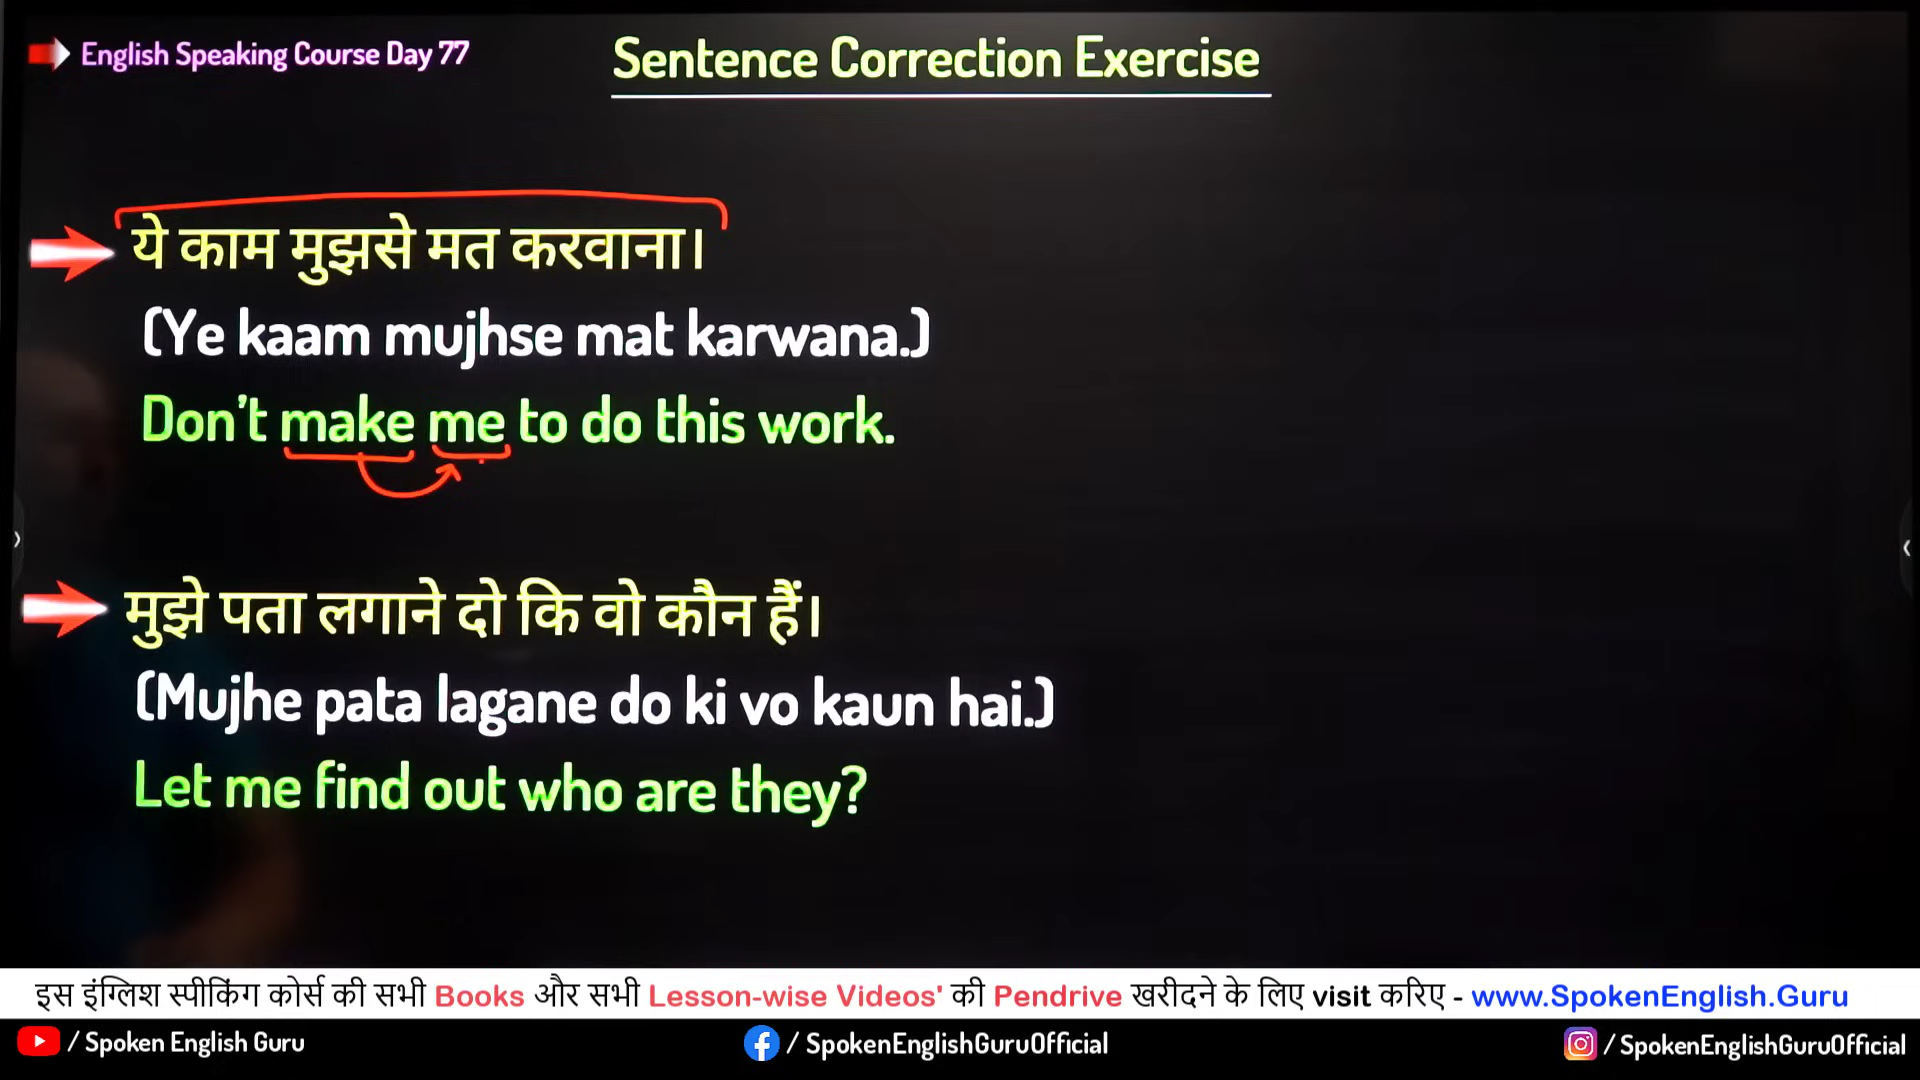 English Speaking Course Day 77
Sentence Correction Exercise
ये काम मुझसे मत करवाना।
(Ye kaam mujhse mat karwana.)
Don't make me to do this work.
मुझे पता लगाने दो कि वो कौन हैं।
(Mujhe pata lagane do ki vo kaun hai.)
Let me find out who are they?
इस इंग्लिश स्पीकिंग कोर्स की सभी Books और सभी Lesson-wise Videos' की Pendrive खरीदने के लिए visit करिए - www.SpokenEnglish.Guru
/ Spoken English Guru
/ SpokenEnglishGuruOfficial
/ SpokenEnglishGuruOfficial